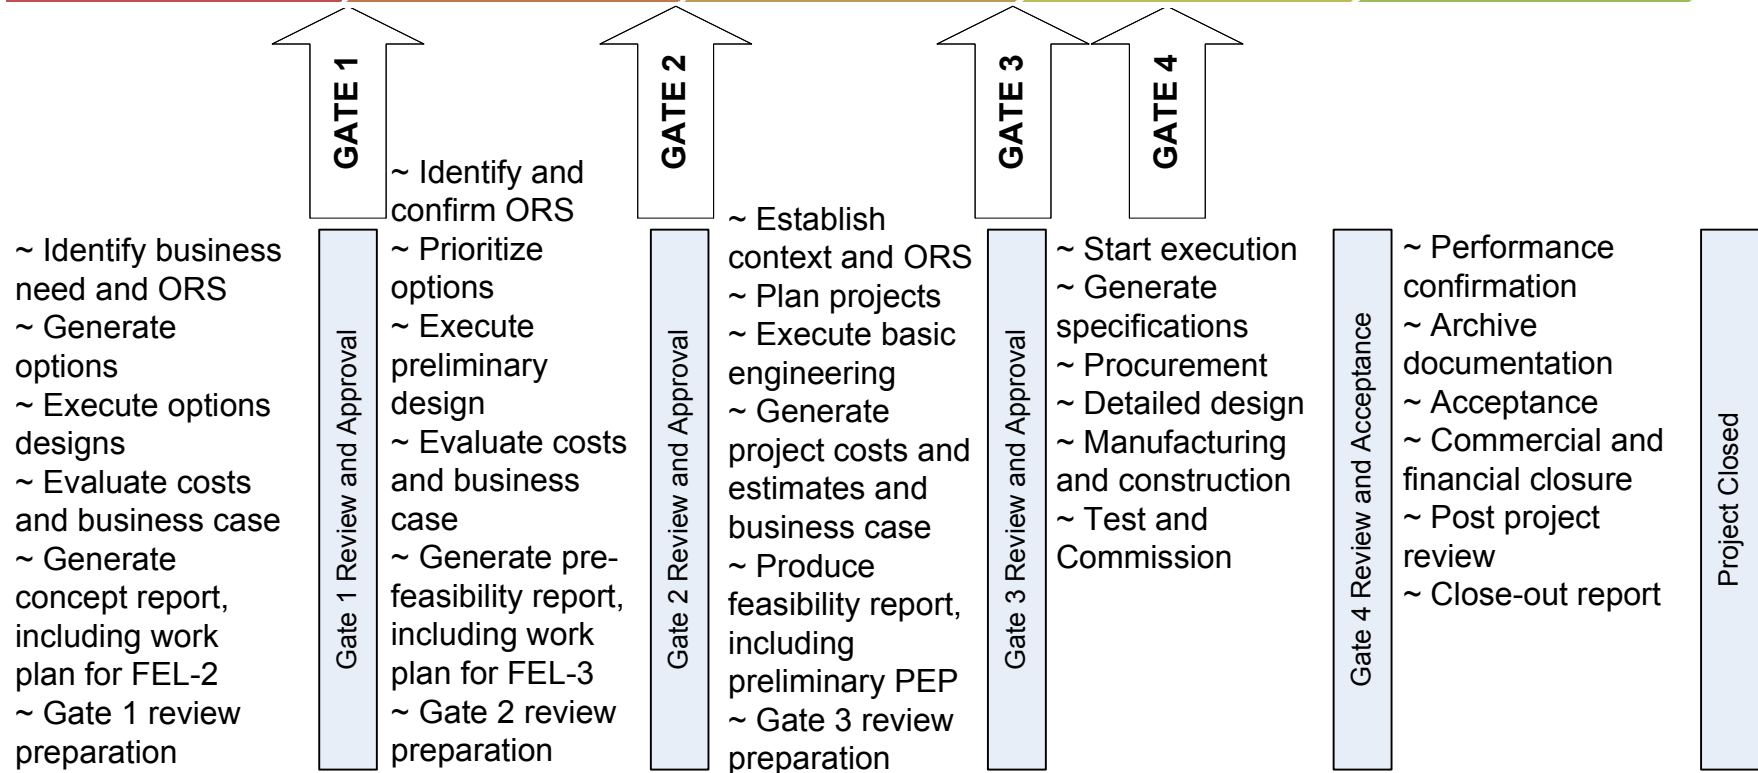 GATE 1
GATE 2
GATE 3
GATE 4
~ Identify business
need and ORS
~ Generate
options
~ Execute options
designs
~ Evaluate costs
and business case
~ Generate
concept report,
including work
plan for FEL-2
~ Gate 1 review
preparation
Gate 1 Review and Approval
~ Identify and
confirm ORS
~ Prioritize
options
~ Execute
preliminary
design
~ Evaluate costs
and business
case
~ Generate pre-
feasibility report,
including work
plan for FEL-3
~ Gate 2 review
preparation
Gate 2 Review and Approval
~ Establish
context and ORS
~ Plan projects
~ Execute basic
engineering
~ Generate
project costs and
estimates and
business case
~ Produce
feasibility report,
including
preliminary PEP
~ Gate 3 review
preparation
Gate 3 Review and Approval
~ Start execution
~ Generate
specifications
~ Procurement
~ Detailed design
~ Manufacturing
and construction
~ Test and
Commission
Gate 4 Review and Acceptance
~ Performance
confirmation
~ Archive
documentation
~ Acceptance
~ Commercial and
financial closure
~ Post project
review
~ Close-out report
Project Closed